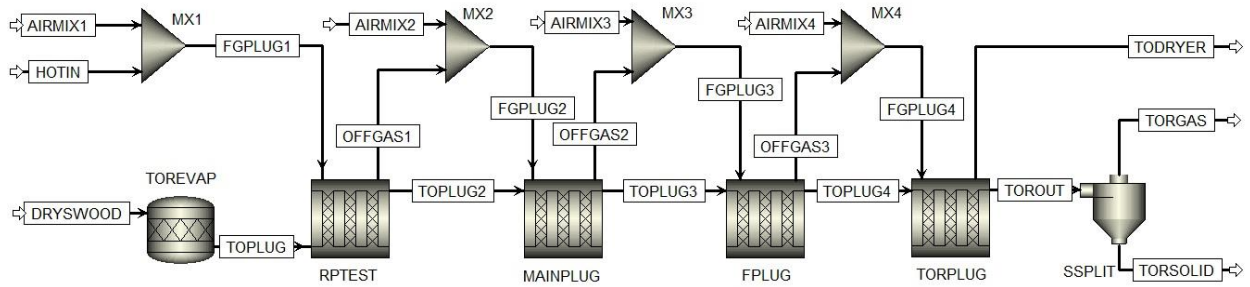 AIRMIX1
MX1
FGPLUG1
HOTIN
AIRMIX2
MX2
FGPLUG2
OFFGAS1
AIRMIX3
MX3
FGPLUG3
OFFGAS2
AIRMIX4
MX4
FGPLUG4
OFFGAS3
TODRYER
TORGAS
DRYSWOOD
TOREVAP
TOPLUG
RPTEST
TOPLUG2
MAINPLUG
TOPLUG3
FPLUG
TOPLUG4
TORPLUG
TOROUT
SSPLIT
TORSOLID